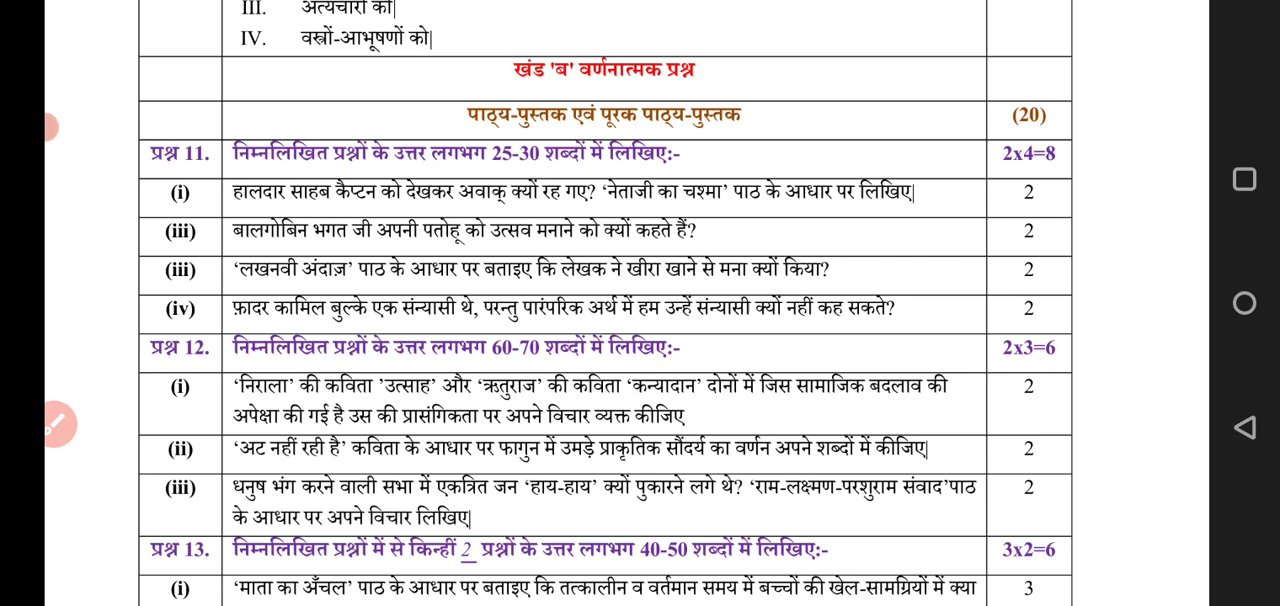 III. अत्यचारों को|
IV. वस्त्रों-आभूषणों को|
खंड 'ब' वर्णनात्मक प्रश्न
पाठ्य-पुस्तक एवं पूरक पाठ्य-पुस्तक (20)
प्रश्न 11. निम्नलिखित प्रश्नों के उत्तर लगभग 25-30 शब्दों में लिखिए:- 2x4=8
(i) हालदार साहब कैप्टन को देखकर अवाक् क्यों रह गए? ‘नेताजी का चश्मा’ पाठ के आधार पर लिखिए| 2
(iii) बालगोबिन भगत जी अपनी पतोहू को उत्सव मनाने को क्यों कहते हैं? 2
(iii) ‘लखनवी अंदाज़’ पाठ के आधार पर बताइए कि लेखक ने खीरा खाने से मना क्यों किया? 2
(iv) फ़ादर कामिल बुल्के एक संन्यासी थे, परन्तु पारंपरिक अर्थ में हम उन्हें संन्यासी क्यों नहीं कह सकते? 2
प्रश्न 12. निम्नलिखित प्रश्नों के उत्तर लगभग 60-70 शब्दों में लिखिए:- 2x3=6
(i) ‘निराला’ की कविता ’उत्साह’ और ‘ऋतुराज’ की कविता ‘कन्यादान’ दोनों में जिस सामाजिक बदलाव की 2
अपेक्षा की गई है उस की प्रासंगिकता पर अपने विचार व्यक्त कीजिए
(ii) ‘अट नहीं रही है’ कविता के आधार पर फागुन में उमड़े प्राकृतिक सौंदर्य का वर्णन अपने शब्दों में कीजिए| 2
(iii) धनुष भंग करने वाली सभा में एकत्रित जन ‘हाय-हाय’ क्यों पुकारने लगे थे? ‘राम-लक्ष्मण-परशुराम संवाद’पाठ 2
के आधार पर अपने विचार लिखिए|
प्रश्न 13. निम्नलिखित प्रश्नों में से किन्हीं 2 प्रश्नों के उत्तर लगभग 40-50 शब्दों में लिखिए:- 3x2=6
(i) ‘माता का अँचल’ पाठ के आधार पर बताइए कि तत्कालीन व वर्तमान समय में बच्चों की खेल-सामग्रियों में क्या 3